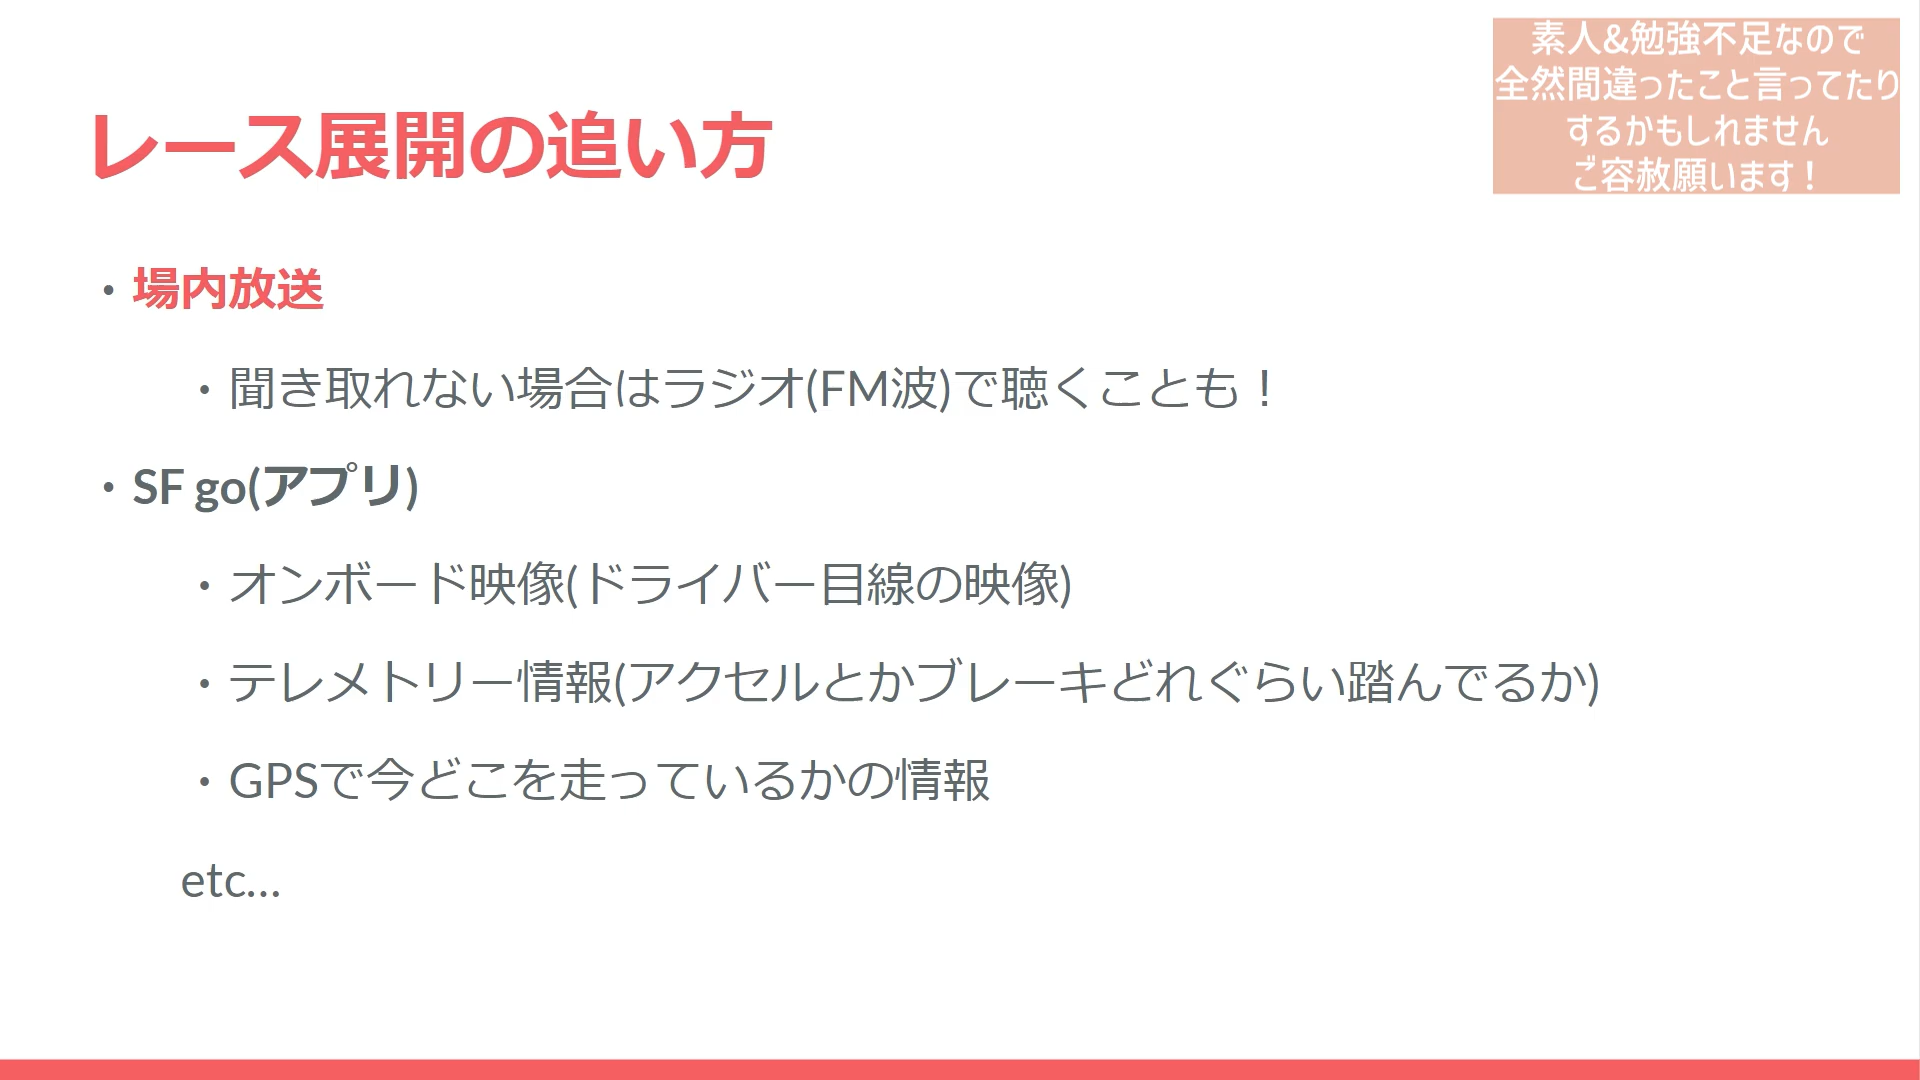 素人&勉強不足なので
全然間違ったこと言ってたり
するかもしれません
ご容赦願います！
レース展開の追い方
・場内放送
・聞き取れない場合はラジオ(FM波)で聴くことも！
・SF go(アプリ)
・オンボード映像(ドライバー目線の映像)
・テレメトリー情報(アクセルとかブレーキどれぐらい踏んでるか)
・GPSで今どこを走っているかの情報
etc...